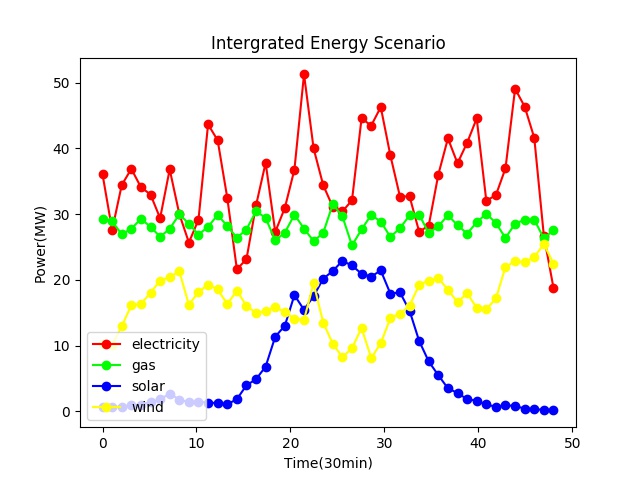 Intergrated Energy Scenario
Power(MW)
50
40
30
20
10
0
electricity
gas
solar
wind
0 10 20 30 40 50
Time(30min)